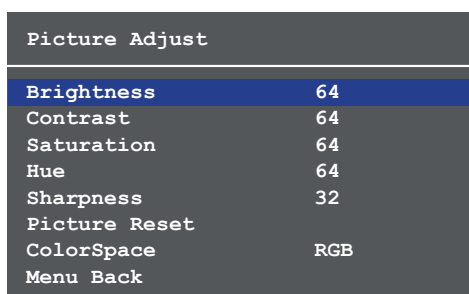 Picture Adjust
Brightness 64
Contrast 64
Saturation 64
Hue 64
Sharpness 32
Picture Reset
ColorSpace RGB
Menu Back